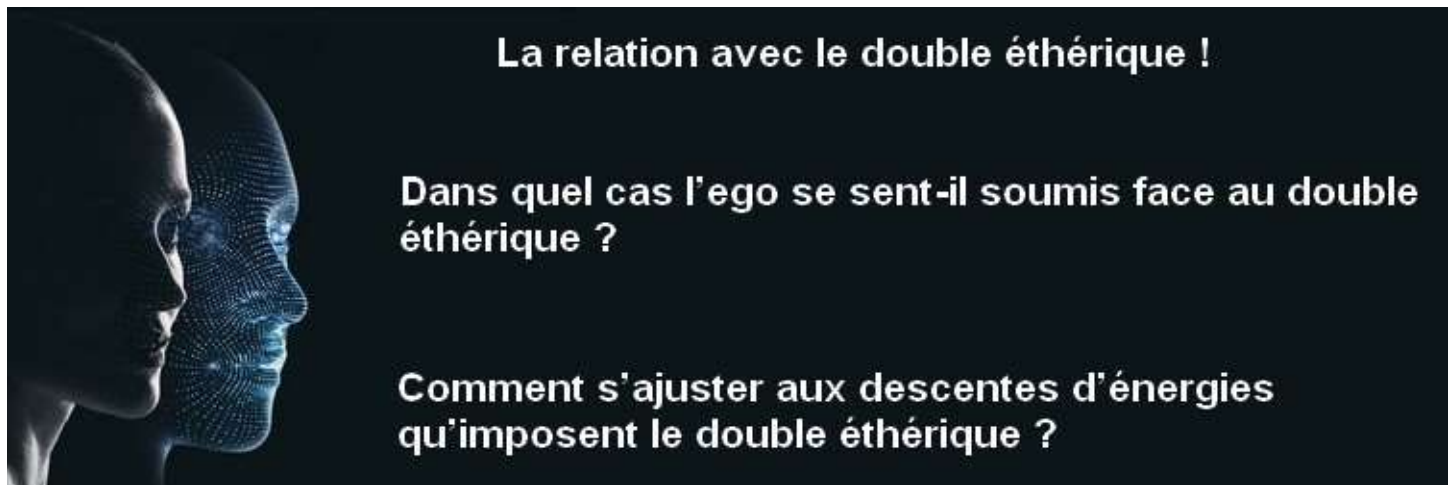 La relation avec le double éthérique !
Dans quel cas l’ego se sent-il soumis face au double
éthérique ?
Comment s’ajuster aux descentes d’énergies
qu’imposent le double éthérique ?